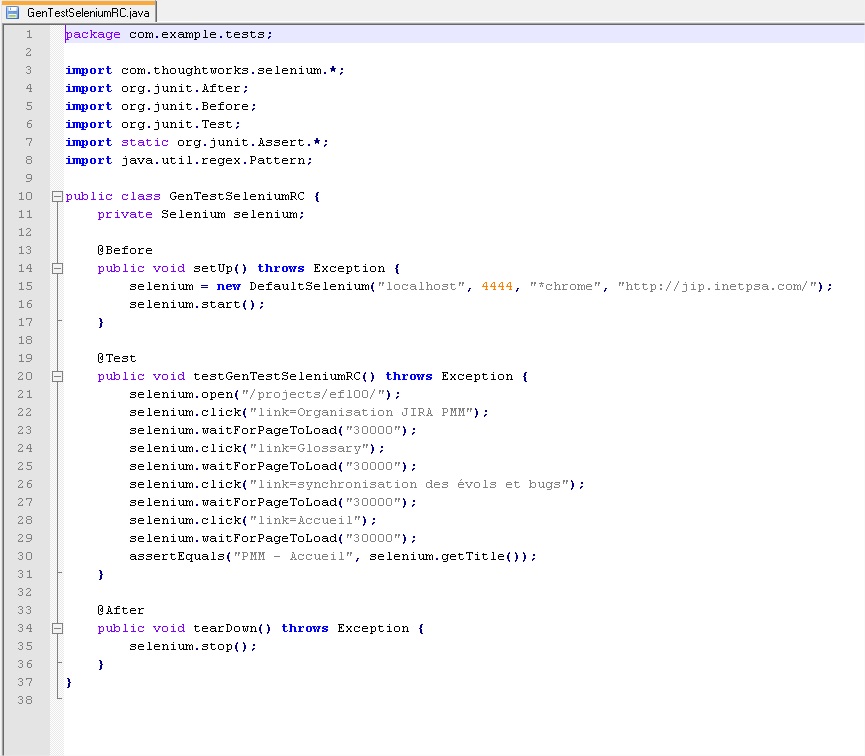 GenTestSeleniumRC.java
1 package com.example.tests;
2
3 import com.thoughtworks.selenium.*;
4 import org.junit.After;
5 import org.junit.Before;
6 import org.junit.Test;
7 import static org.junit.Assert.*;
8 import java.util.regex.Pattern;
9
10 public class GenTestSeleniumRC {
11     private Selenium selenium;
12
13     @Before
14     public void setUp() throws Exception {
15         selenium = new DefaultSelenium("localhost", 4444, "*chrome", "http://jip.inetpsa.com/");
16         selenium.start();
17     }
18
19     @Test
20     public void testGenTestSeleniumRC() throws Exception {
21         selenium.open("/projects/efl00/");
22         selenium.click("link=Organisation JIRA PMM");
23         selenium.waitForPageToLoad("30000");
24         selenium.click("link=Glossary");
25         selenium.waitForPageToLoad("30000");
26         selenium.click("link=synchronisation des évols et bugs");
27         selenium.waitForPageToLoad("30000");
28         selenium.click("link=Accueil");
29         selenium.waitForPageToLoad("30000");
30         assertEquals("PMM - Accueil", selenium.getTitle());
31     }
32
33     @After
34     public void tearDown() throws Exception {
35         selenium.stop();
36     }
37 }
38